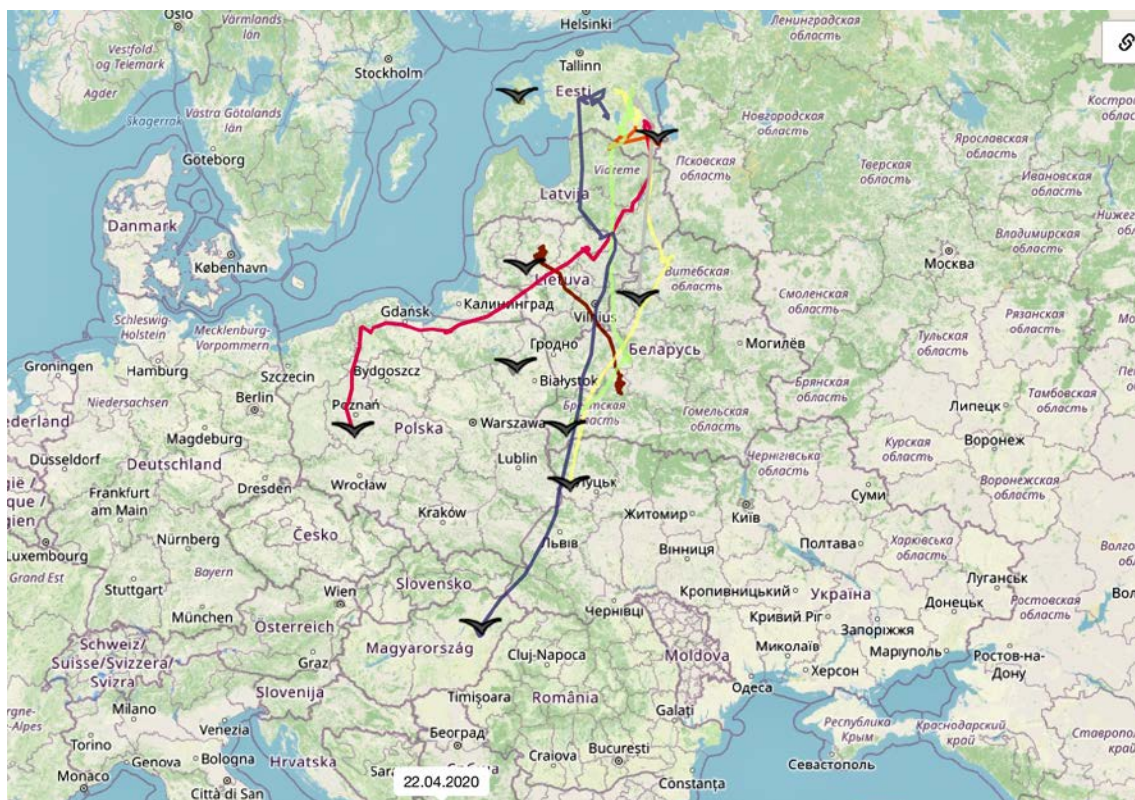 Oslo
Värmlands
län
Helsinki
Ленинградская
область
Vestfold-
og Telemark
Stockholm
Tallinn
Eesti
Agder
Västra Götalands
län
Skagerrak
Новгородская
область
Göteborg
Псковская
область
Ярославская
область
Vidzeme
Тверская
область
Ивановская
область
Latvija
Danmark
Владимирская
область
København
Lietuva
Витебская
область
Москва
Gdańsk
Калининград
Смоленская
область
Schleswig-
Holstein
Mecklenburg-
Vorpommern
Vilnius
Тульская
область
Гродно
Беларусь
Могилёв
Groningen
Hamburg
Szczecin
Bydgoszcz
Białystok
Брянская
область
Тамбовская
область
Niedersachsen
Berlin
Poznań
Брестская
область
Гомельская
область
Липецк
Magdeburg
Polska
Warszawa
Воронеж
Düsseldorf
Deutschland
Lublin
Чернігівська
область
Курская
область
Воронежская
область
Dresden
Wrocław
Луцьк
Суми
Frankfurt
am Main
Kraków
Житомир
Київ
Česko
Львів
Полтава
Харківська
область
Luxembourg
Nürnberg
Вінниця
Grand Est
Bayern
Slovensko
Луганськ
Stuttgart
Wien
Чернівці
Кропивницький
Україна
Донецьк
Ростовская
область
München
Österreich
Кривий Ріг
Запоріжжя
Schweiz/
Suisse/Svizzera/
Svizra
Magyarország
Cluj-Napoca
Moldova
Миколаїв
Маріуполь
Graz
Херсон
Ростов-на-
Дону
Slovenija
Timișoara
România
Одеса
Milano
Venezia
Galați
Республика
Крым
Краснодарский
край
Torino
Genova
Bologna
Hrvatska
Београд
București
Craiova
Севастополь
Monaco
Città di San
22.04.2020
Constanța